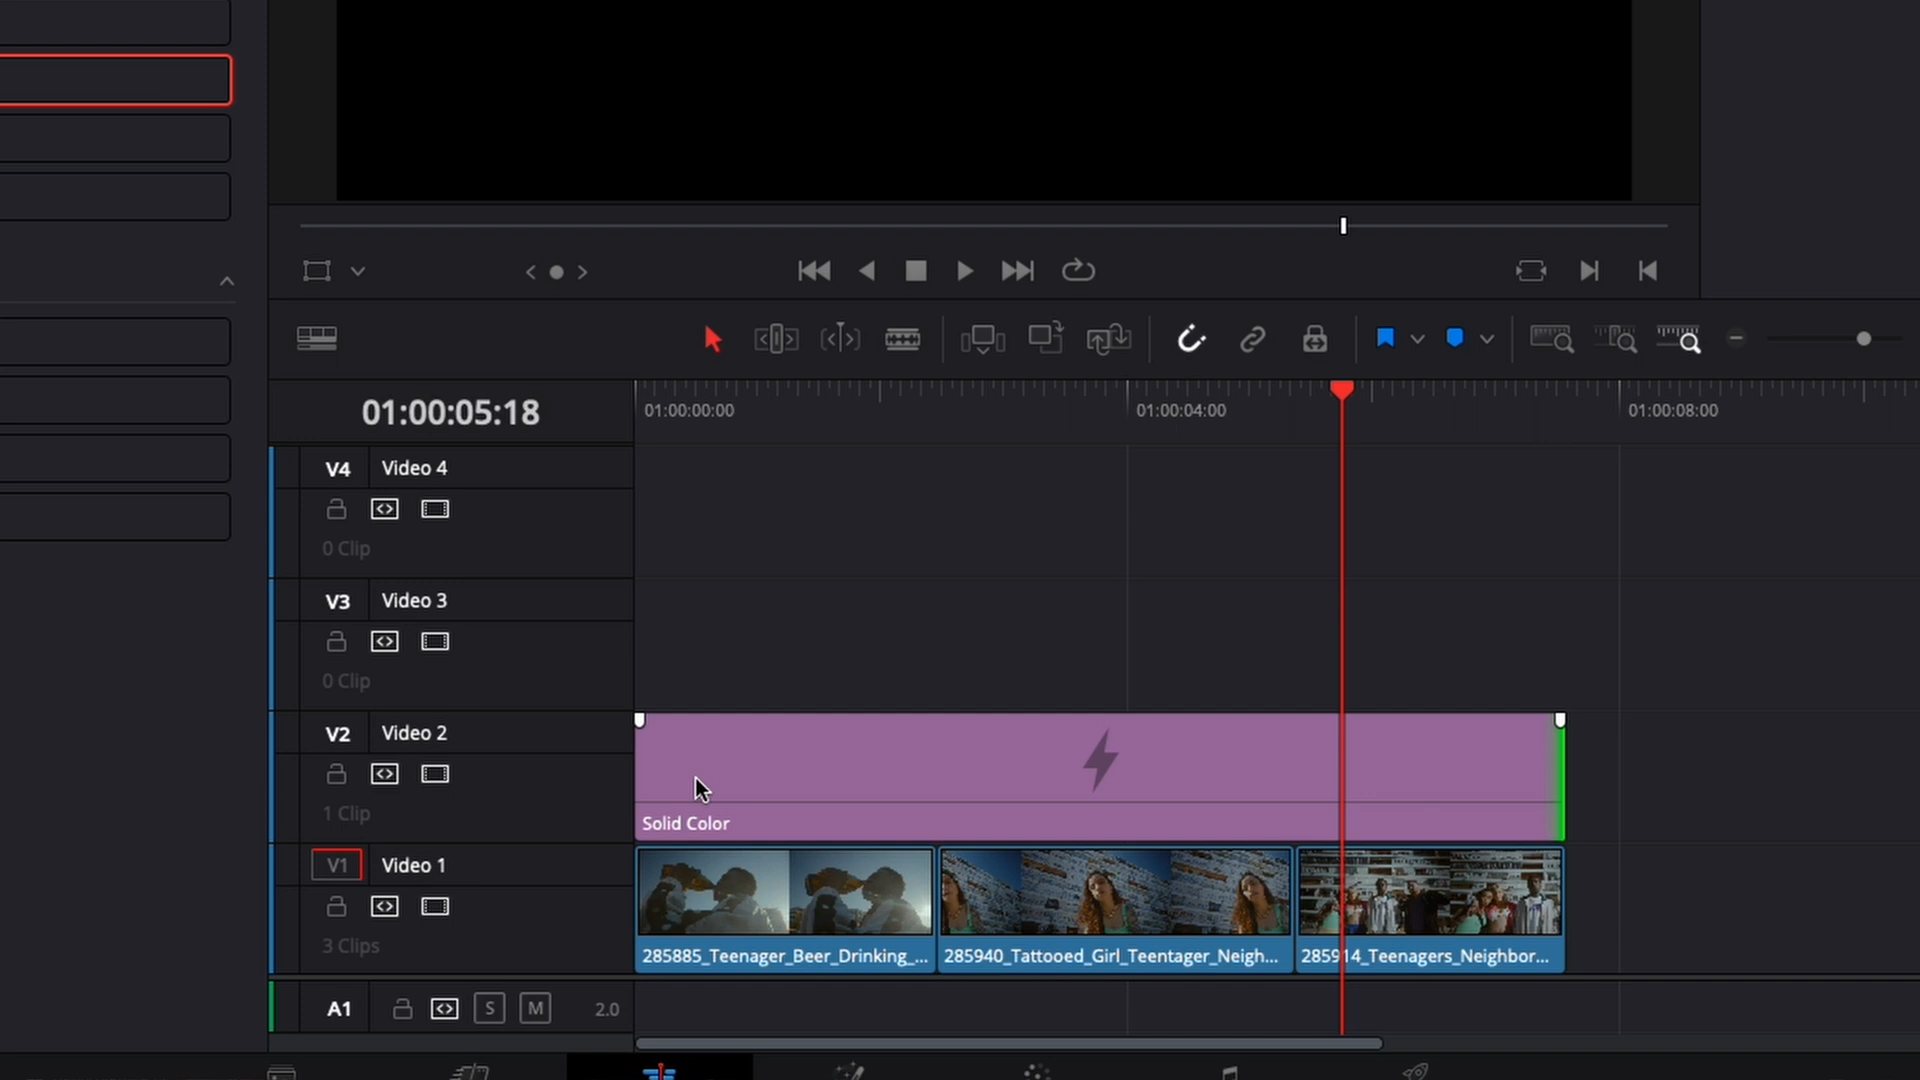 01:00:05:18
01:00:00:00
01:00:04:00
01:00:08:00
V4 Video 4
0 Clip
V3 Video 3
0 Clip
V2 Video 2
1 Clip
Solid Color
V1 Video 1
3 Clips
285885_Teenager_Beer_Drinking_...
285940_Tattooed_Girl_Teentager_Neigh...
285914_Teenagers_Neighbor...
A1 S M 2.0